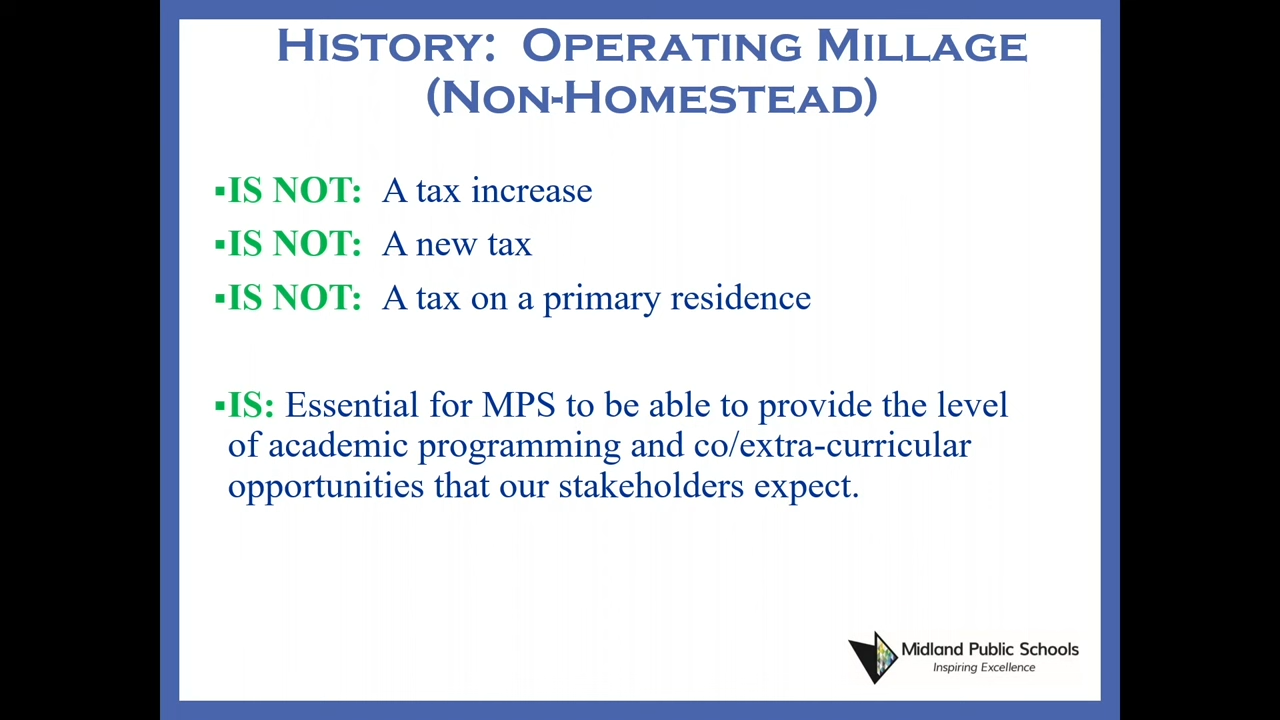 HISTORY: OPERATING MILLAGE
(NON-HOMESTEAD)
▪IS NOT: A tax increase
▪IS NOT: A new tax
▪IS NOT: A tax on a primary residence
▪IS: Essential for MPS to be able to provide the level
of academic programming and co/extra-curricular
opportunities that our stakeholders expect.
Midland Public Schools
Inspiring Excellence